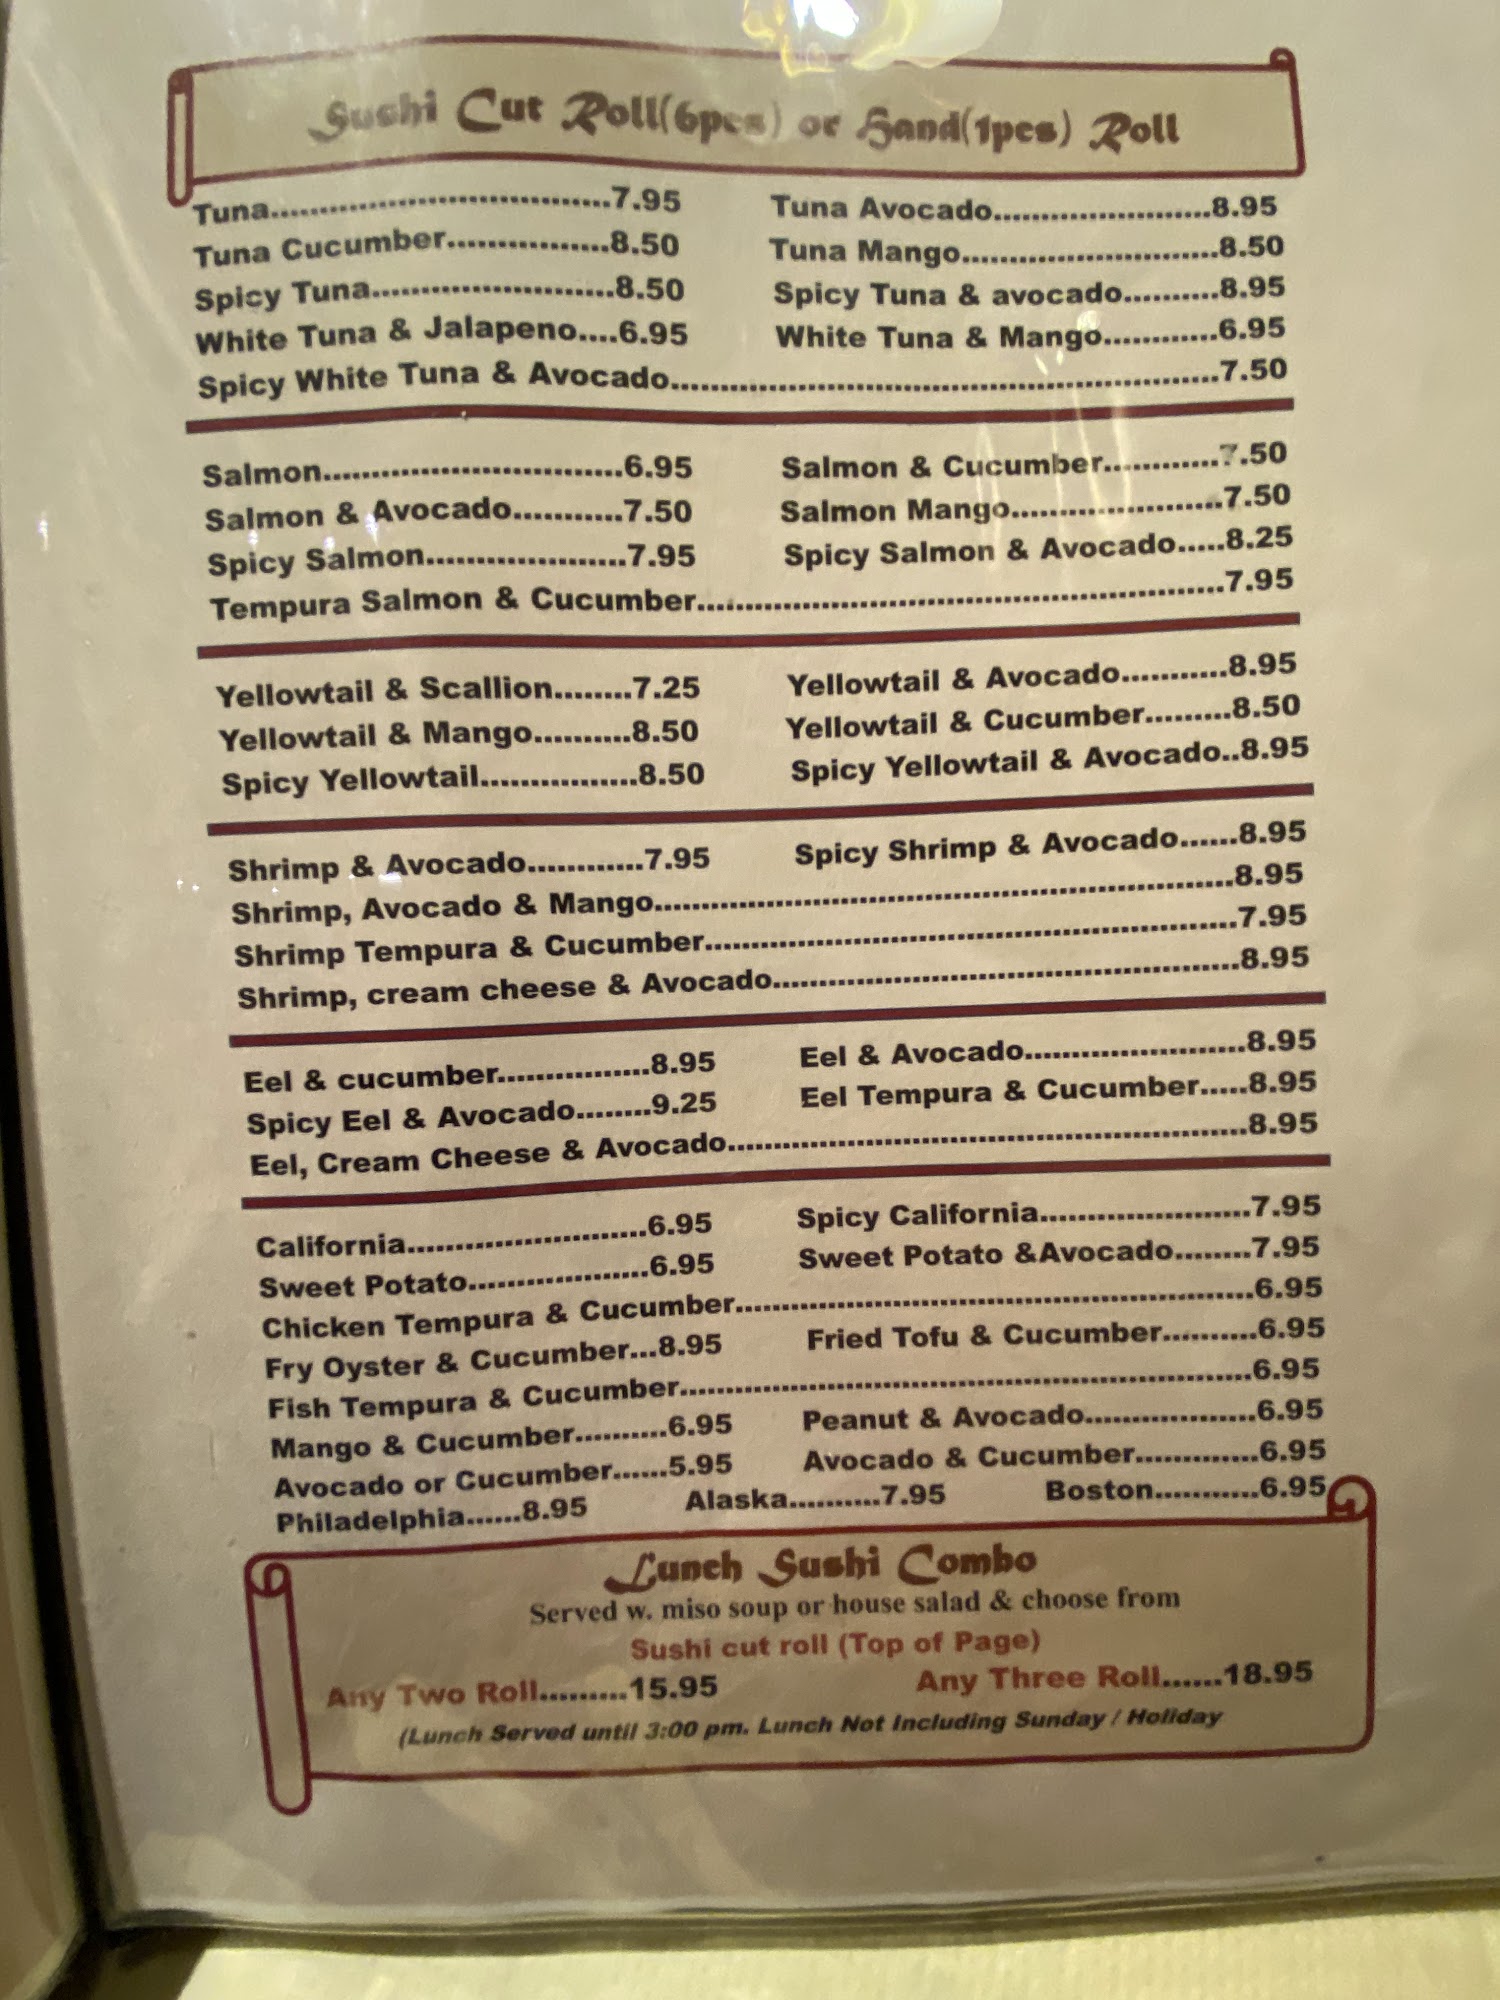 Sushi Cut Roll(6pcs) or Hand(1pcs) Roll
Tuna...................................7.95 Tuna Avocado.......................8.95
Tuna Cucumber.................8.50 Tuna Mango...........................8.50
Spicy Tuna.........................8.50 Spicy Tuna & avocado..........8.95
White Tuna & Jalapeno....6.95 White Tuna & Mango............6.95
Spicy White Tuna & Avocado.........................................................7.50
Salmon...............................6.95 Salmon & Cucumber............7.50
Salmon & Avocado............7.50 Salmon Mango......................7.50
Spicy Salmon.....................7.95 Spicy Salmon & Avocado.....8.25
Tempura Salmon & Cucumber.......................................................7.95
Yellowtail & Scallion........7.25 Yellowtail & Avocado...........8.95
Yellowtail & Mango..........8.50 Yellowtail & Cucumber.........8.50
Spicy Yellowtail................8.50 Spicy Yellowtail & Avocado..8.95
Shrimp & Avocado............7.95 Spicy Shrimp & Avocado......8.95
Shrimp, Avocado & Mango............................................................8.95
Shrimp Tempura & Cucumber.......................................................7.95
Shrimp, cream cheese & Avocado................................................8.95
Eel & cucumber................8.95 Eel & Avocado.......................8.95
Spicy Eel & Avocado........9.25 Eel Tempura & Cucumber.....8.95
Eel, Cream Cheese & Avocado......................................................8.95
California.........................6.95 Spicy California......................7.95
Sweet Potato...................6.95 Sweet Potato &Avocado........7.95
Chicken Tempura & Cucumber......................................................6.95
Fry Oyster & Cucumber...8.95 Fried Tofu & Cucumber..........6.95
Fish Tempura & Cucumber...........................................................6.95
Mango & Cucumber..........6.95 Peanut & Avocado..................6.95
Avocado or Cucumber......5.95 Avocado & Cucumber.............6.95
Philadelphia......8.95 Alaska..........7.95 Boston...........6.95
Lunch Sushi Combo
Served w. miso soup or house salad & choose from
Sushi cut roll (Top of Page)
Any Two Roll.........15.95 Any Three Roll......18.95
(Lunch Served until 3:00 pm. Lunch Not Including Sunday / Holiday